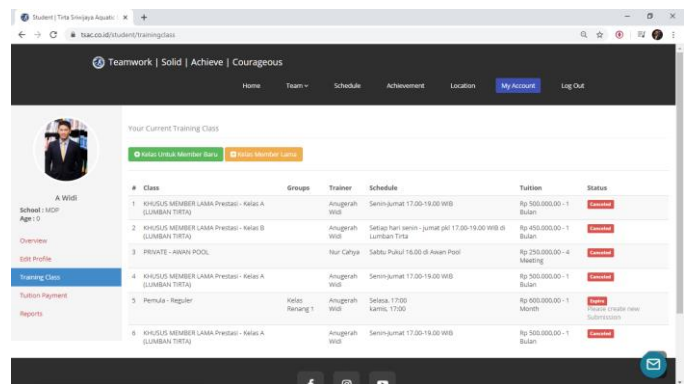 Student | Tirta Sriwijaya Aquatic
tsac.co.id/student/trainingclass
Teamwork | Solid | Achieve | Courageous
Home Team Schedule Achievement Location My Account Log Out
Your Current Training Class
Kelas Untuk Member Baru Kelas Member Lama
A Widi
School : MDP
Age : 0
Overview
Edit Profile
Training Class
Tuition Payment
Reports
# Class Groups Trainer Schedule Tuition Status
1 KHUSUS MEMBER LAMA Prestasi - Kelas A (LUMBAN TIRTA) Anugerah Widi Senin-Jumat 17.00-19.00 WIB Rp 500.000,00 - 1 Bulan Canceled
2 KHUSUS MEMBER LAMA Prestasi - Kelas B (LUMBAN TIRTA) Anugerah Widi Setiap hari senin - jumat pkl 17.00-19.00 WIB di Lumban Tirta Rp 450.000,00 - 1 Bulan Canceled
3 PRIVATE - AWAN POOL Nur Cahya Sabtu Pukul 16.00 di Awan Pool Rp 250.000,00 - 4 Meeting Canceled
4 KHUSUS MEMBER LAMA Prestasi - Kelas A (LUMBAN TIRTA) Anugerah Widi Senin-Jumat 17.00-19.00 WIB Rp 500.000,00 - 1 Bulan Canceled
5 Pemula - Reguler Kelas Renang 1 Anugerah Widi Selasa, 17:00 kamis, 17:00 Rp 600.000,00 - 1 Month Expire Please create new Submission
6 KHUSUS MEMBER LAMA Prestasi - Kelas A (LUMBAN TIRTA) Anugerah Widi Senin-Jumat 17.00-19.00 WIB Rp 500.000,00 - 1 Bulan Canceled